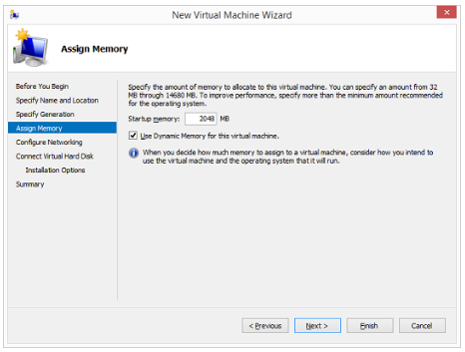 New Virtual Machine Wizard
Assign Memory
Before You Begin
Specify Name and Location
Specify Generation
Assign Memory
Configure Networking
Connect Virtual Hard Disk
Installation Options
Summary
Specify the amount of memory to allocate to this virtual machine. You can specify an amount from 32
MB through 14680 MB. To improve performance, specify more than the minimum amount recommended
for the operating system.
Startup memory: 2048 MB
Use Dynamic Memory for this virtual machine.
When you decide how much memory to assign to a virtual machine, consider how you intend to
use the virtual machine and the operating system that it will run.
< Previous Next > Finish Cancel